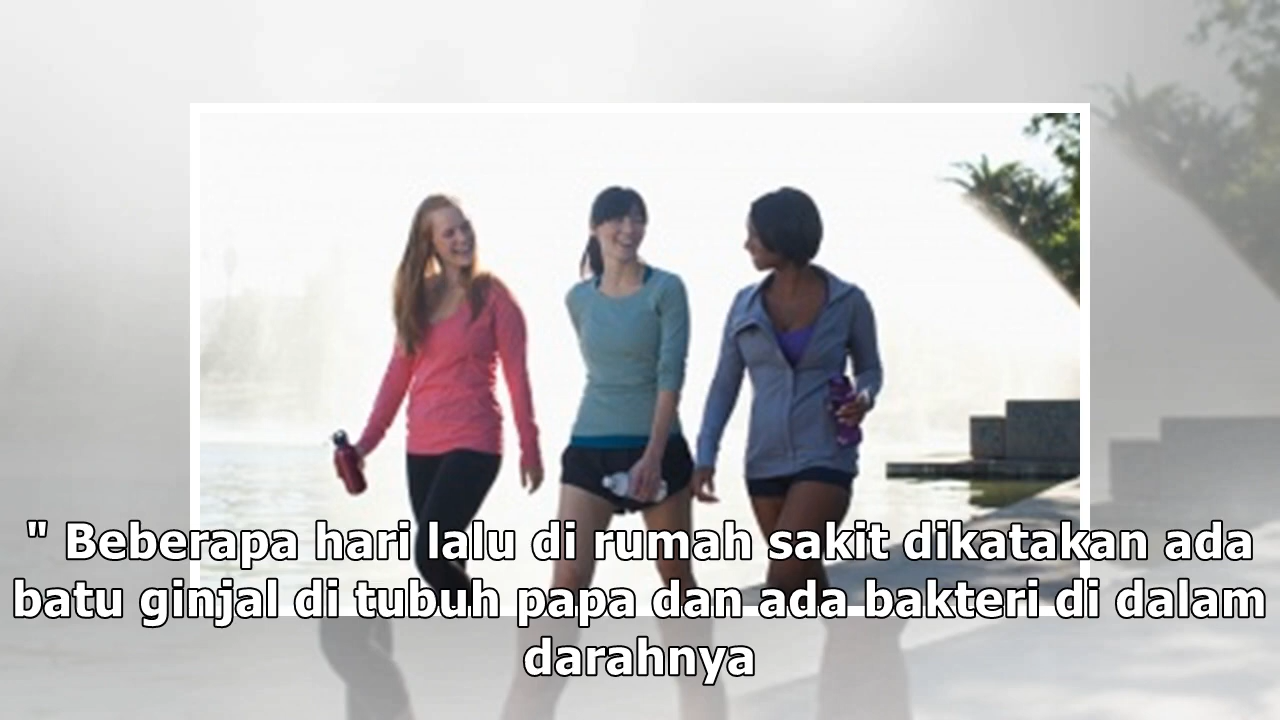 " Beberapa hari lalu di rumah sakit dikatakan ada
batu ginjal di tubuh papa dan ada bakteri di dalam
darahnya